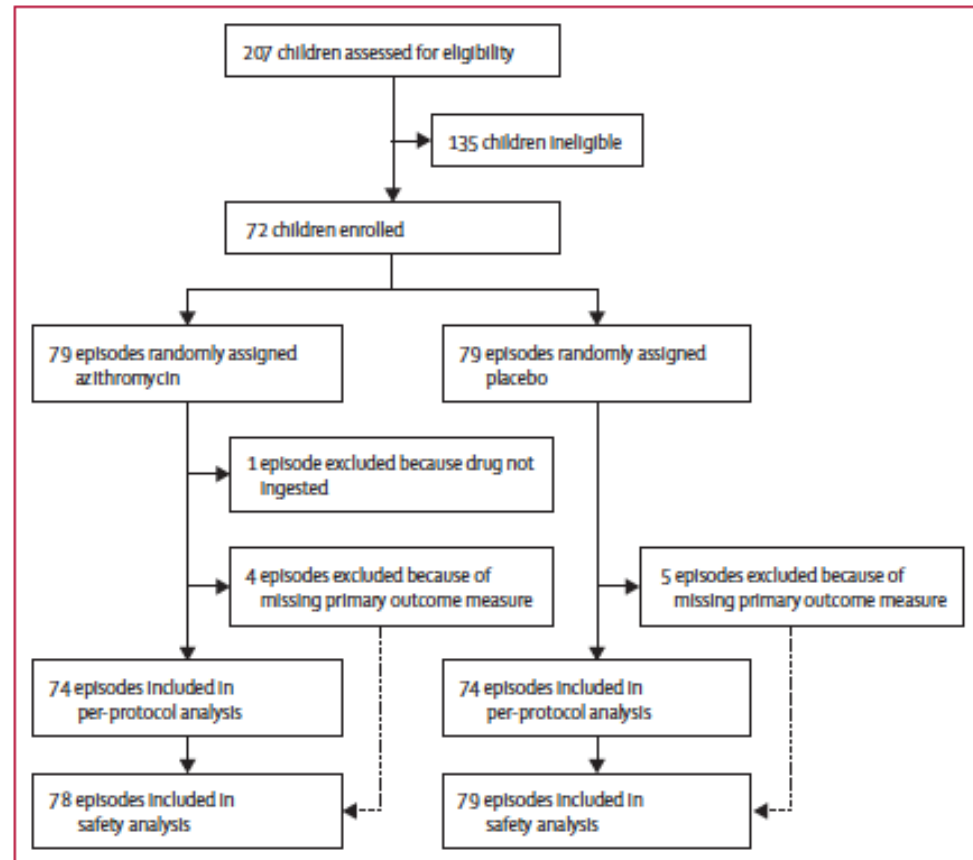 207 children assessed for eligibility
135 children ineligible
72 children enrolled
79 episodes randomly assigned
azithromycin
79 episodes randomly assigned
placebo
1 episode excluded because drug not
ingested
4 episodes excluded because of
missing primary outcome measure
5 episodes excluded because of
missing primary outcome measure
74 episodes included in
per-protocol analysis
74 episodes included in
per-protocol analysis
78 episodes included in
safety analysis
79 episodes included in
safety analysis